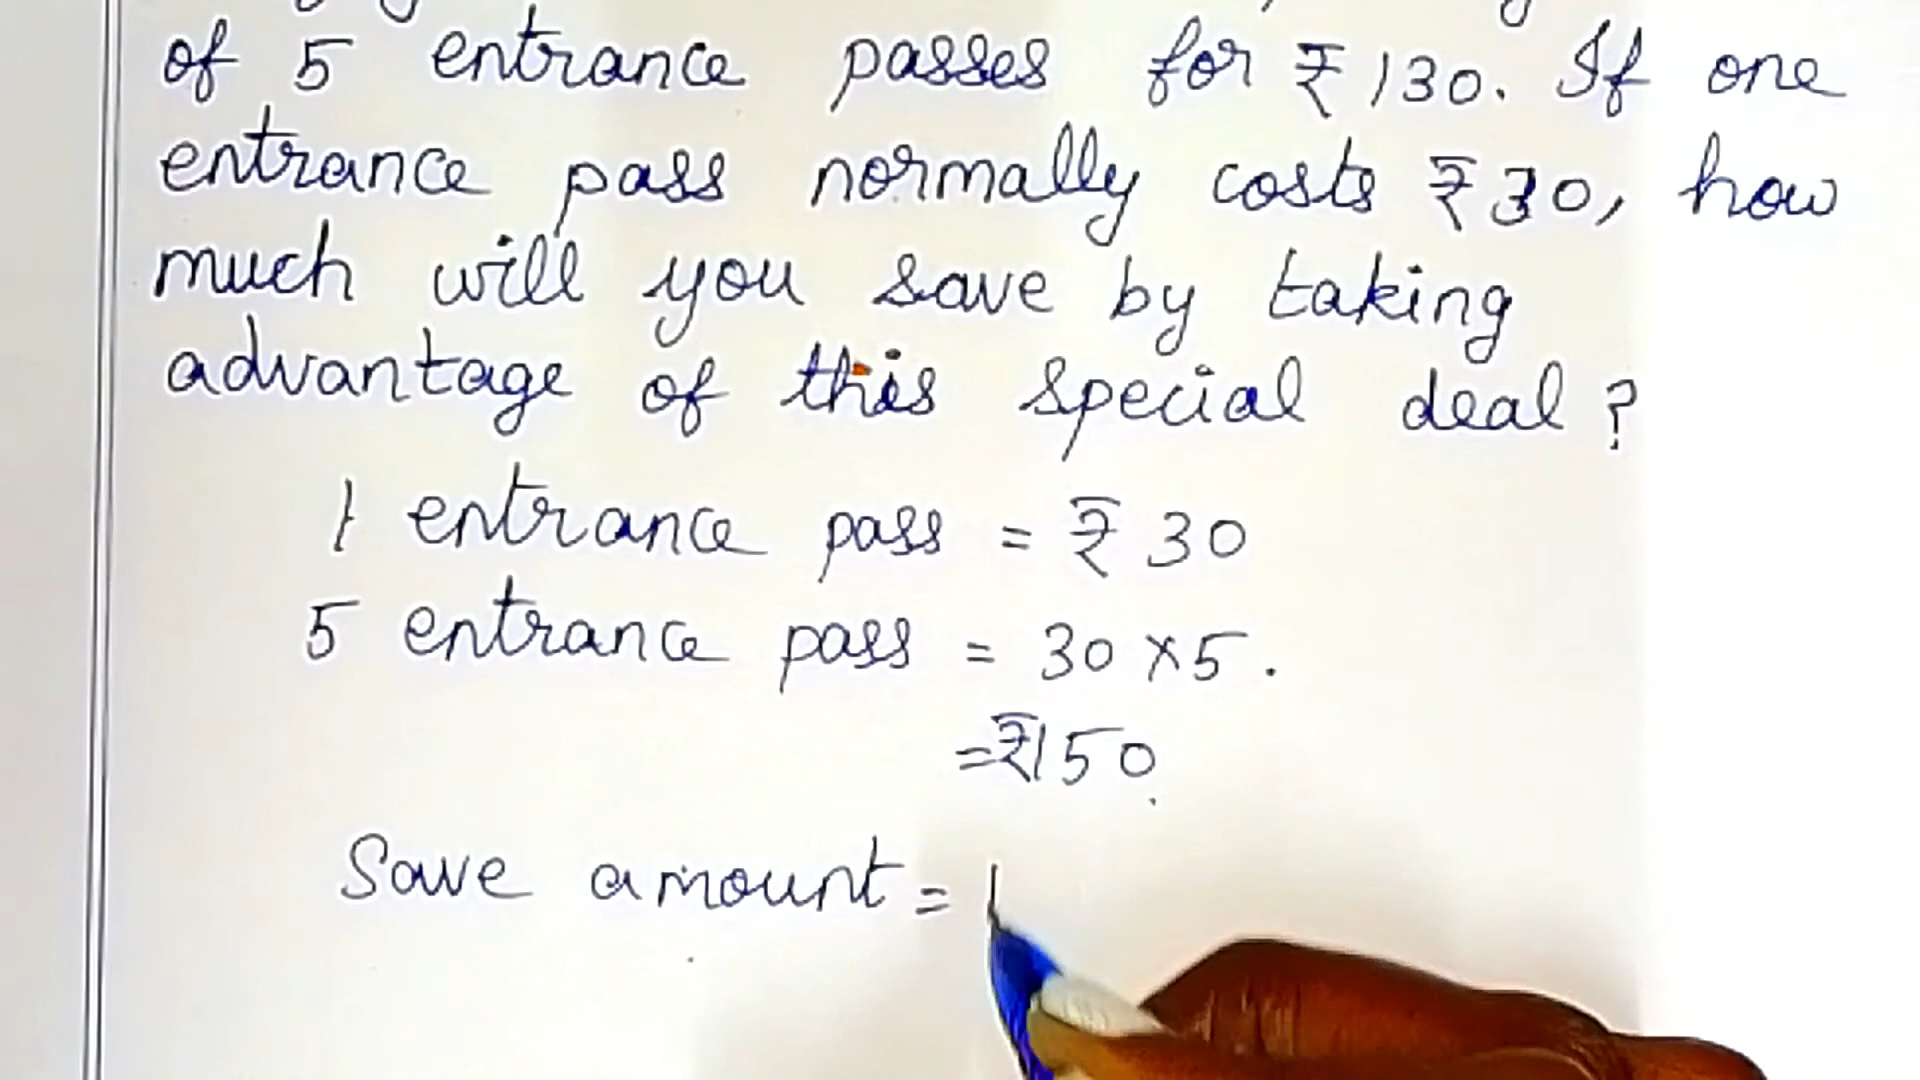 of 5 entrance passes for ₹130. If one
entrance pass normally costs ₹30, how
much will you save by taking
advantage of this special deal?
1 entrance pass = ₹ 30
5 entrance pass = 30 × 5.
= ₹150.
Save amount = 1